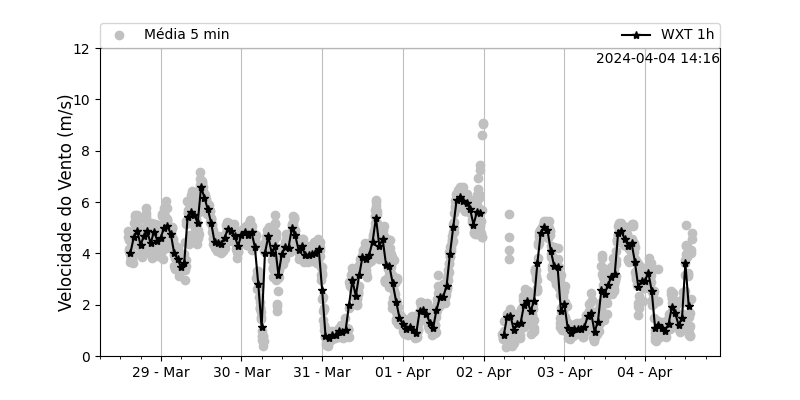 Média 5 min
WXT 1h
2024-04-04 14:16
Velocidade do Vento (m/s)
12
10
8
6
4
2
0
29 - Mar
30 - Mar
31 - Mar
01 - Apr
02 - Apr
03 - Apr
04 - Apr